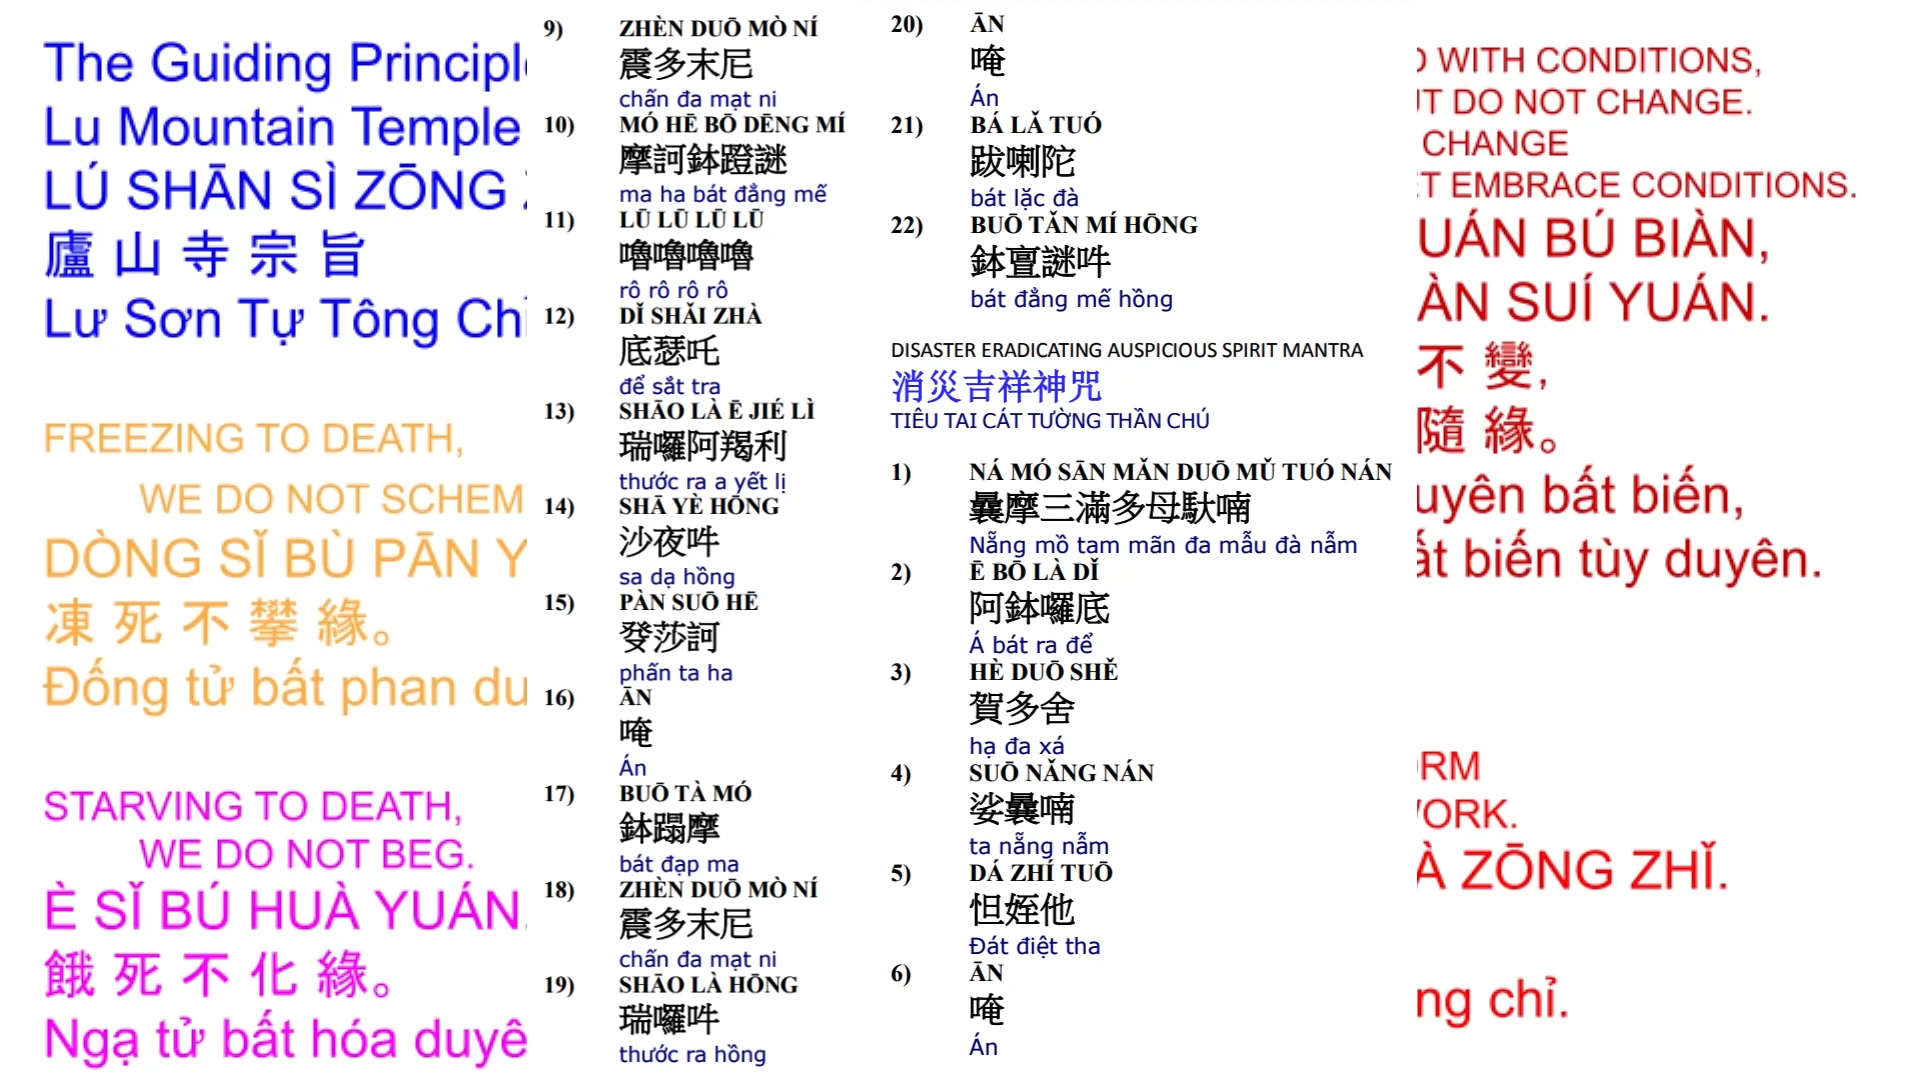 The Guiding Principl
Lu Mountain Temple
LÚ SHĀN SÌ ZŌNG
廬 山 寺 宗 旨
Lư Sơn Tự Tông Chỉ
FREEZING TO DEATH,
WE DO NOT SCHEM
DÒNG SǏ BÙ PĀN Y
凍 死 不 攀 緣。
Đống tử bất phan du
STARVING TO DEATH,
WE DO NOT BEG.
È SǏ BÚ HUÀ YUÁN.
餓 死 不 化 緣。
Ngạ tử bất hóa duyê
9) ZHÈN DUŌ MÒ NÍ
震多末尼
chấn đa mạt ni
10) MÓ HĒ BŌ DĒNG MÍ
摩訶鉢蹬謎
ma ha bát đẳng mế
11) LŪ LŪ LŪ LŪ
嚕嚕嚕嚕
rô rô rô rô
12) DǏ SHǍI ZHÀ
底瑟吒
để sắt tra
13) SHĀO LÀ Ē JIÉ LÌ
瑞囉阿羯利
thước ra a yết lị
14) SHĀ YÈ HŌNG
沙夜吽
sa dạ hồng
15) PÀN SUŌ HĒ
癹莎訶
phấn ta ha
16) ĀN
唵
Án
17) BUŌ TÀ MÓ
鉢蹋摩
bát đạp ma
18) ZHÈN DUŌ MÒ NÍ
震多末尼
chấn đa mạt ni
19) SHĀO LÀ HŌNG
瑞囉吽
thước ra hồng
20) ĀN
唵
Án
21) BÁ LǍ TUÓ
跋喇陀
bát lặc đà
22) BUŌ TǍN MÍ HŌNG
鉢亶謎吽
bát đẳng mế hồng
DISASTER ERADICATING AUSPICIOUS SPIRIT MANTRA
消災吉祥神咒
TIÊU TAI CÁT TƯỜNG THẦN CHÚ
1) NÁ MÓ SĀN MǍN DUŌ MǓ TUÓ NÁN
曩摩三滿多母馱喃
Nẵng mồ tam mãn đa mẫu đà nẫm
2) Ē BŌ LÀ DǏ
阿鉢囉底
Á bát ra để
3) HÈ DUŌ SHĚ
賀多舍
hạ đa xá
4) SUŌ NǍNG NÁN
娑曩喃
ta nẵng nẫm
5) DÁ ZHÍ TUŌ
怛姪他
Đát điệt tha
6) ĀN
唵
Án
D WITH CONDITIONS,
UT DO NOT CHANGE.
CHANGE
ET EMBRACE CONDITIONS.
UÁN BÚ BIÀN,
ÀN SUÍ YUÁN.
不 變,
隨 緣。
uyên bất biến,
ất biến tùy duyên.
ORM
WORK.
À ZŌNG ZHǏ.
ng chỉ.